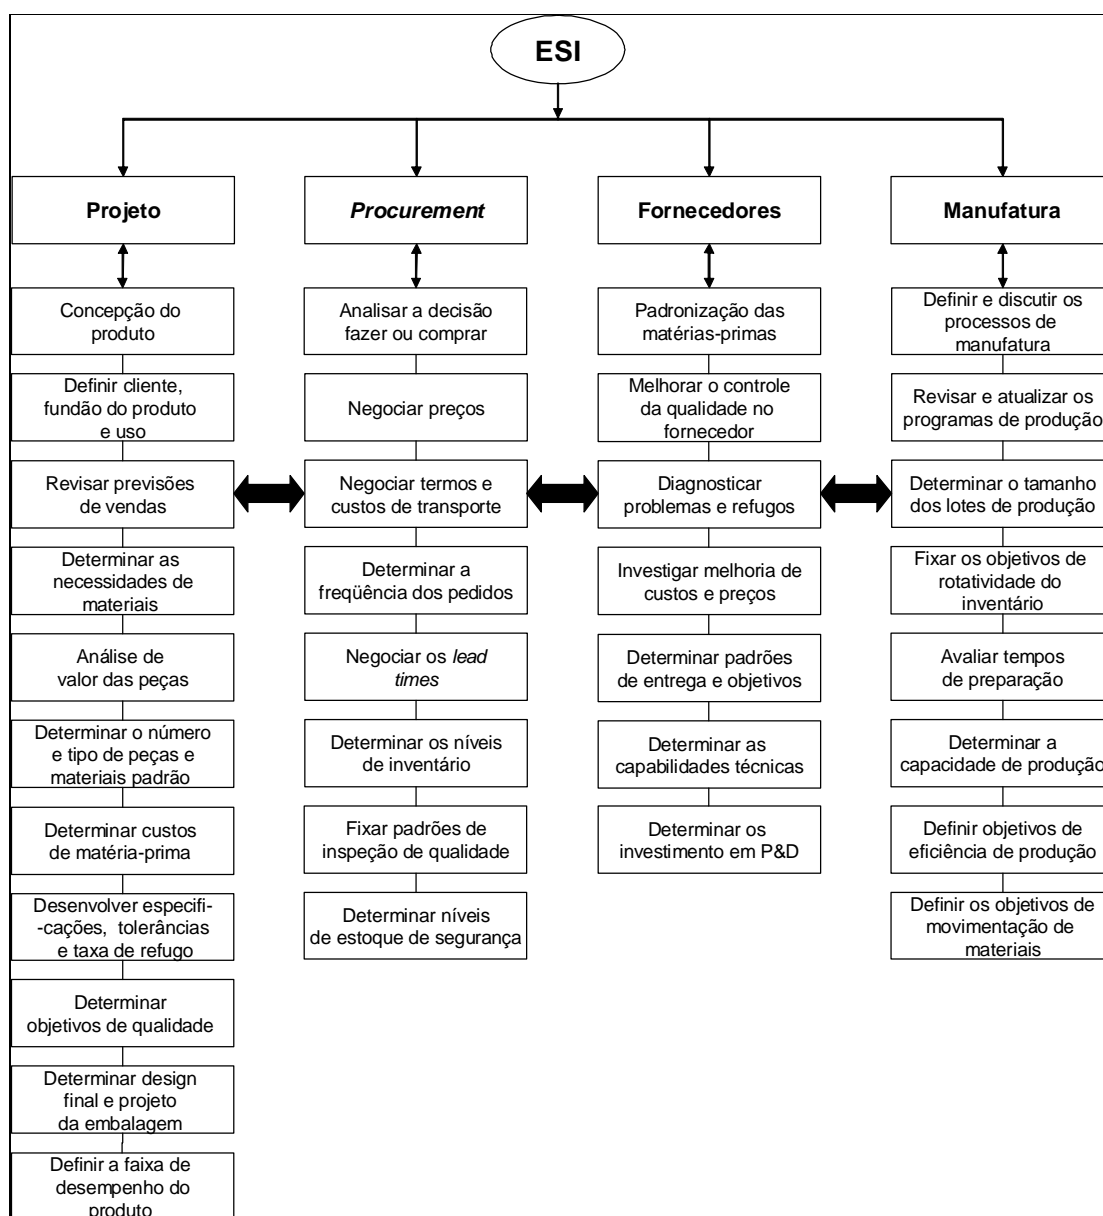 ESI
Projeto
Procurement
Fornecedores
Manufatura
Concepção do
produto
Definir cliente,
fundão do produto
e uso
Revisar previsões
de vendas
Determinar as
necessidades de
materiais
Análise de
valor das peças
Determinar o número
e tipo de peças e
materiais padrão
Determinar custos
de matéria-prima
Desenvolver especifi-
-cações, tolerâncias
e taxa de refugo
Determinar
objetivos de qualidade
Determinar design
final e projeto
da embalagem
Definir a faixa de
desempenho do
produto
Analisar a decisão
fazer ou comprar
Negociar preços
Negociar termos e
custos de transporte
Determinar a
freqüência dos pedidos
Negociar os lead
times
Determinar os níveis
de inventário
Fixar padrões de
inspeção de qualidade
Determinar níveis
de estoque de segurança
Padronização das
matérias-primas
Melhorar o controle
da qualidade no
fornecedor
Diagnosticar
problemas e refugos
Investigar melhoria de
custos e preços
Determinar padrões
de entrega e objetivos
Determinar as
capabilidades técnicas
Determinar os
investimento em P&D
Definir e discutir os
processos de
manufatura
Revisar e atualizar os
programas de produção
Determinar o tamanho
dos lotes de produção
Fixar os objetivos de
rotatividade do
inventário
Avaliar tempos
de preparação
Determinar a
capacidade de produção
Definir objetivos de
eficiência de produção
Definir os objetivos de
movimentação de
materiais